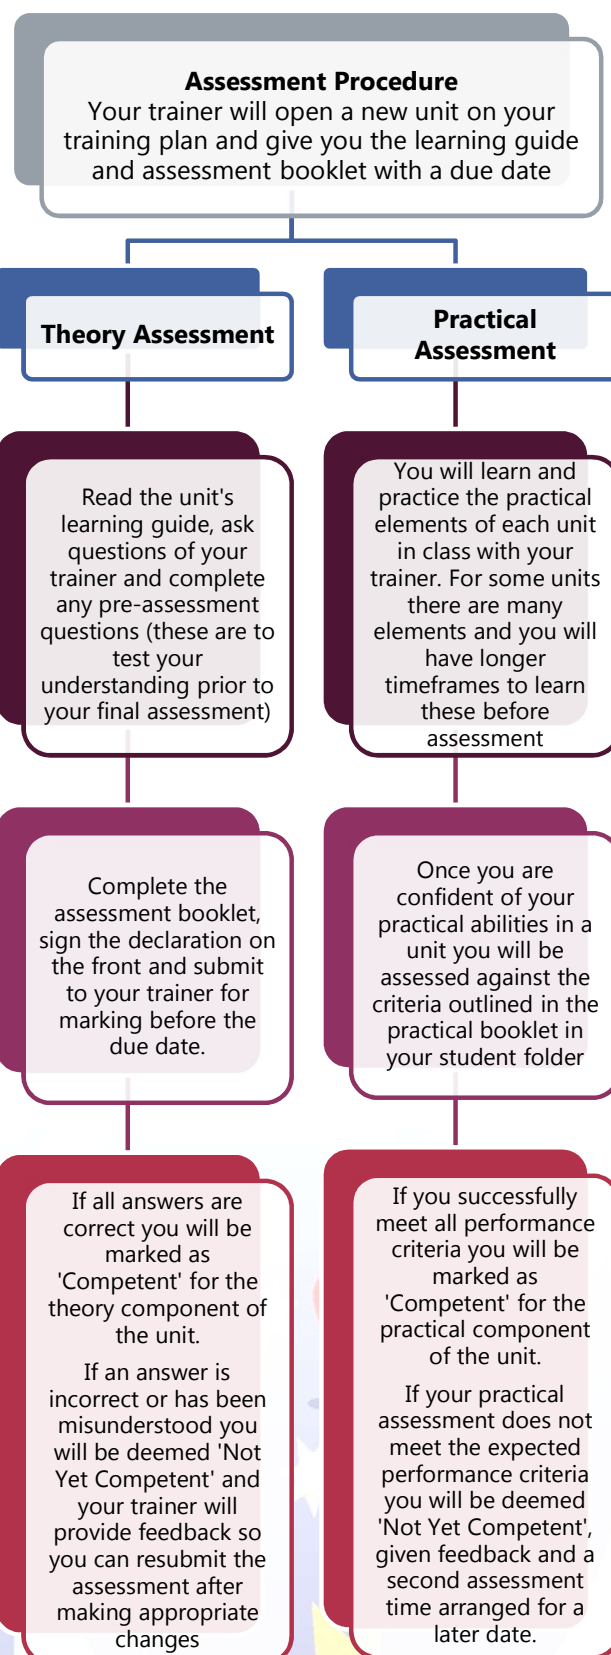 Assessment Procedure
Your trainer will open a new unit on your
training plan and give you the learning guide
and assessment booklet with a due date
Theory Assessment
Read the unit's
learning guide, ask
questions of your
trainer and complete
any pre-assessment
questions (these are to
test your
understanding prior to
your final assessment)
Complete the
assessment booklet,
sign the declaration on
the front and submit
to your trainer for
marking before the
due date.
If all answers are
correct you will be
marked as
'Competent' for the
theory component of
the unit.
If an answer is
incorrect or has been
misunderstood you
will be deemed 'Not
Yet Competent' and
your trainer will
provide feedback so
you can resubmit the
assessment after
making appropriate
changes
Practical
Assessment
You will learn and
practice the practical
elements of each unit
in class with your
trainer. For some units
there are many
elements and you will
have longer
timeframes to learn
these before
assessment
Once you are
confident of your
practical abilities in a
unit you will be
assessed against the
criteria outlined in the
practical booklet in
your student folder
If you successfully
meet all performance
criteria you will be
marked as
'Competent' for the
practical component
of the unit.
If your practical
assessment does not
meet the expected
performance criteria
you will be deemed
'Not Yet Competent',
given feedback and a
second assessment
time arranged for a
later date.